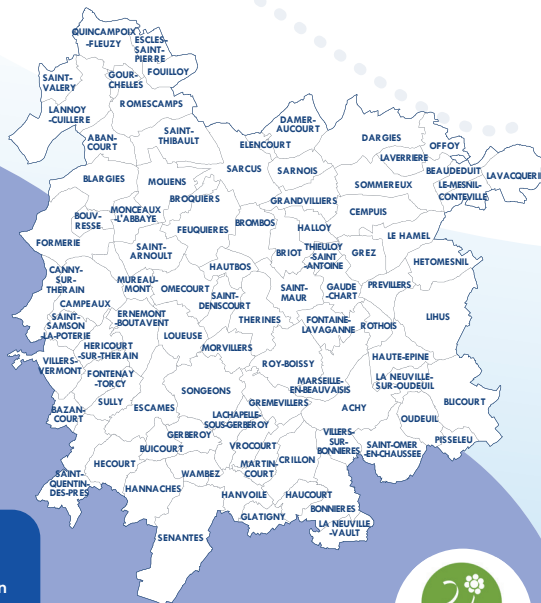 QUINCAMPOIX
-FLEUZY
ESCLES-
SAINT-
PIERRE
FOUILLOY
GOUR-
CHELLES
SAINT-
VALERY
ROMESCAMPS
LANNOY
-CUILLERE
ABAN-
COURT
SAINT-
THIBAULT
DAMER-
AUCOURT
ELENCOURT
DARGIES
OFFOY
LAVERRIERE
BEAUDEDUIT
LAVACQUERIE
LE-MESNIL-
CONTEVILLE
SARCUS
SARNOIS
SOMMEREUX
BLARGIES
MOLIENS
BROQUIERS
GRANDVILLIERS
CEMPUIS
BOUV-
RESSE
MONCEAUX
-L'ABBAYE
BROMBOS
FEUQUIERES
HALLOY
LE HAMEL
FORMERIE
SAINT-
ARNOULT
BRIOT
THIEULOY
-SAINT
-ANTOINE
GREZ
HETOMESNIL
HAUTBOS
CANNY-
SUR-
THERAIN
MUREAU-
MONT
OMECOURT
SAINT-
DENISCOURT
SAINT-
MAUR
GAUDE
-CHART
PREVILLERS
CAMPEAUX
SAINT-
SAMSON
-LA-POTERIE
ERNEMONT
-BOUTAVENT
THERINES
FONTAINE-
LAVAGANNE
ROTHOIS
LIHUS
LOUEUSE
HERICOURT
-SUR-THERAIN
MORVILLERS
VILLERS-
VERMONT
FONTENAY
-TORCY
ROY-BOISSY
HAUTE-EPINE
MARSEILLE-
EN-BEAUVAISIS
LA NEUVILLE-
SUR-OUDEUIL
SONGEONS
SULLY
ESCAMES
GREMEVILLERS
ACHY
BLICOURT
BAZAN-
COURT
LACHAPELLE-
SOUS-GERBEROY
OUDEUIL
GERBEROY
VILLERS-
SUR-
BONNIERES
SAINT-OMER
-EN-CHAUSSEE
PISSELEU
BUICOURT
VROCOURT
HECOURT
WAMBEZ
MARTIN-
COURT
CRILLON
SAINT-
QUENTIN-
DES-PRES
HANNACHES
HANVOILE
HAUCOURT
BONNIERES
GLATIGNY
LA NEUVILLE
-VAULT
SENANTES
n